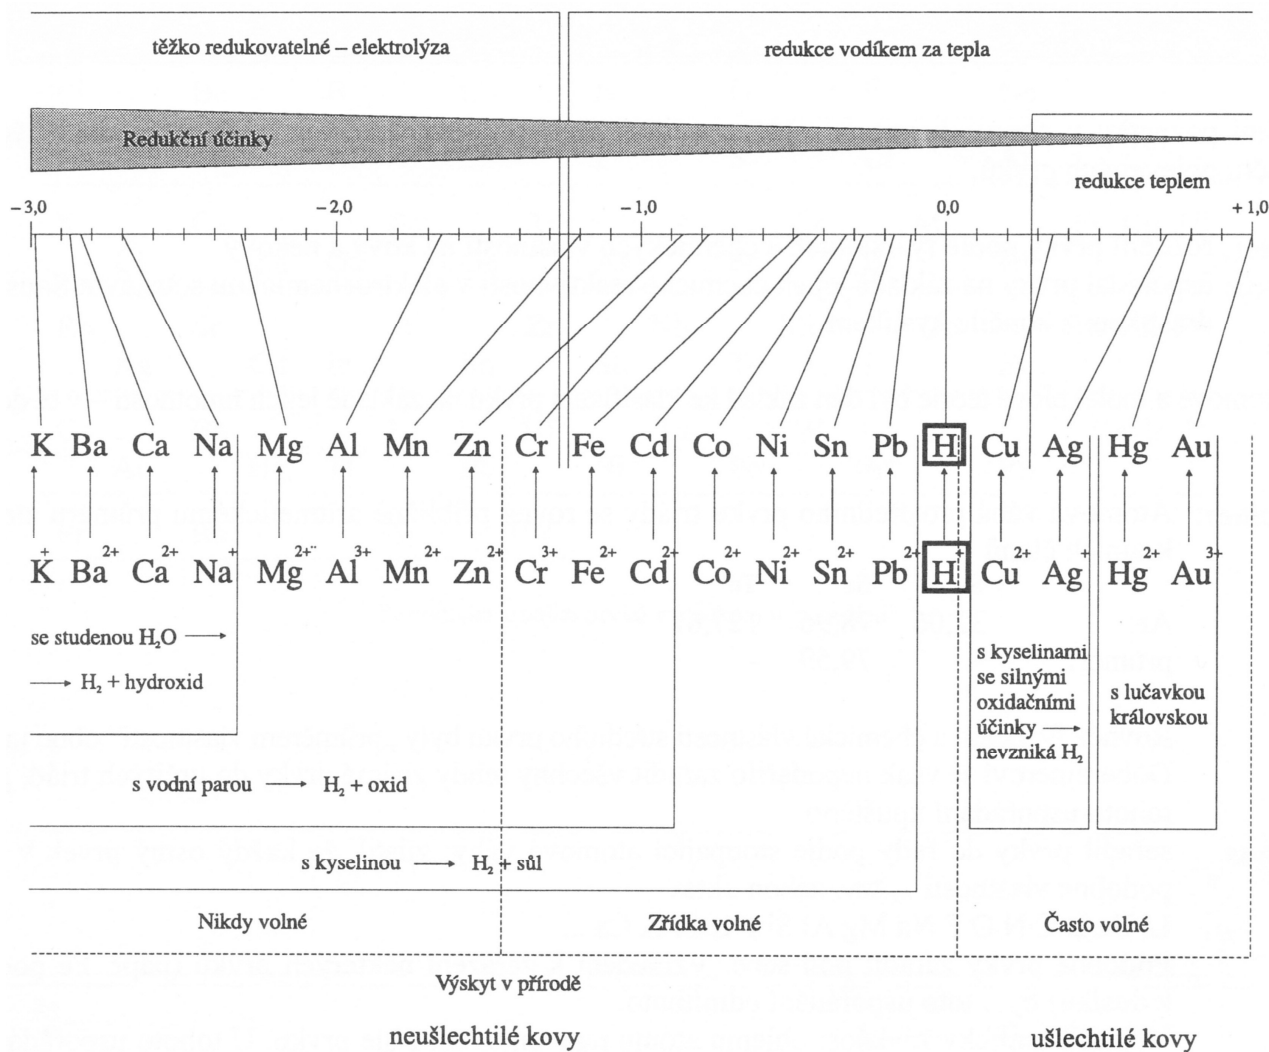 těžko redukovatelné – elektrolýza
redukce vodíkem za tepla
Redukční účinky
redukce teplem
– 3,0 – 2,0 – 1,0 0,0 + 1,0
K Ba Ca Na Mg Al Mn Zn Cr Fe Cd Co Ni Sn Pb H Cu Ag Hg Au
K⁺ Ba²⁺ Ca²⁺ Na⁺ Mg²⁺ Al³⁺ Mn²⁺ Zn²⁺ Cr³⁺ Fe²⁺ Cd²⁺ Co²⁺ Ni²⁺ Sn²⁺ Pb²⁺ H⁺ Cu²⁺ Ag⁺ Hg²⁺ Au³⁺
se studenou H₂O →
→ H₂ + hydroxid
s vodní parou → H₂ + oxid
s kyselinou → H₂ + sůl
s kyselinami
se silnými
oxidačními
účinky →
nevzniká H₂
s lučavkou
královskou
Nikdy volné
Zřídka volné
Často volné
Výskyt v přírodě
neušlechtilé kovy
ušlechtilé kovy